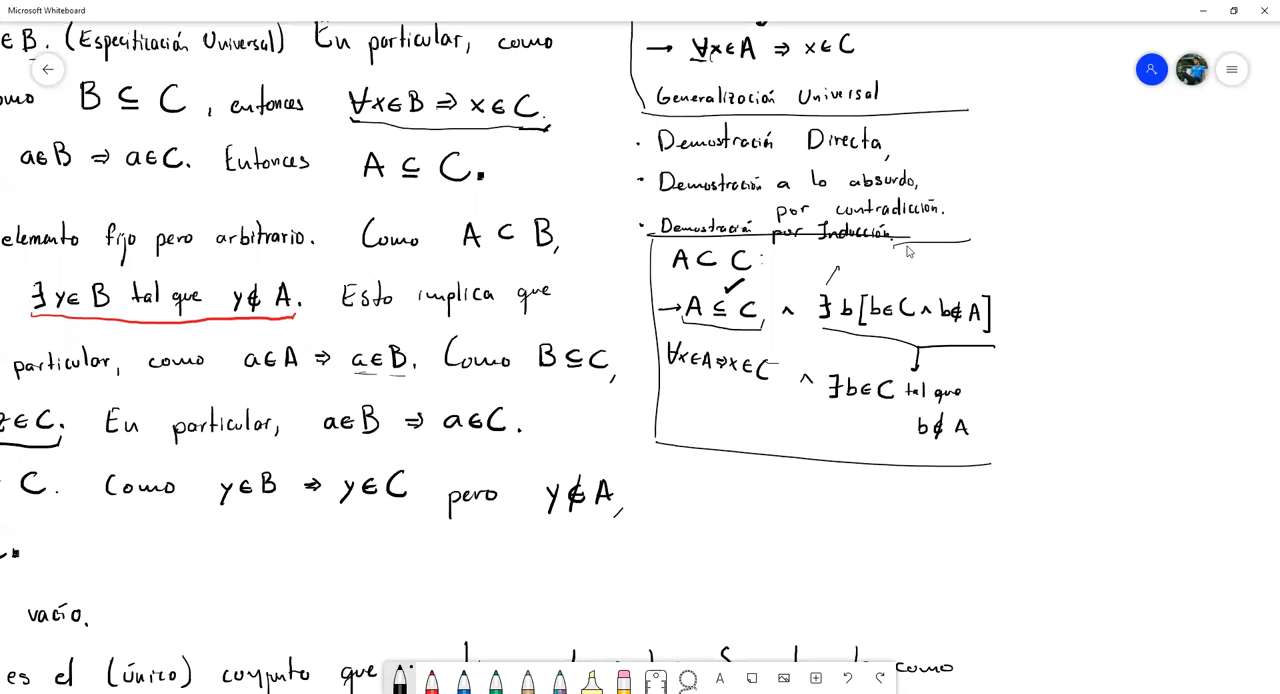 Microsoft Whiteboard
∈ B. (Especificación Universal) En particular, como
como B ⊆ C, entonces ∀x∈B ⇒ x∈C.
a∈B ⇒ a∈C. Entonces A ⊆ C.
elemento fijo pero arbitrario. Como A ⊂ B,
∃ y∈B tal que y∉A. Esto implica que
particular, como a∈A ⇒ a∈B. Como B⊆C,
z∈C. En particular, a∈B ⇒ a∈C.
C. Como y∈B ⇒ y∈C pero y∉A,
vacío.
es el (único) conjunto que
como
→ ∀x∈A ⇒ x∈C
Generalización Universal
· Demostración Directa,
· Demostración a lo absurdo,
por contradicción.
· Demostración por Inducción.
A ⊂ C:
→ A ⊆ C ✓ ∧ ∃ b[b∈C ∧ b∉A]
∀x∈A⇒x∈C ∧ ∃b∈C tal que
b∉A